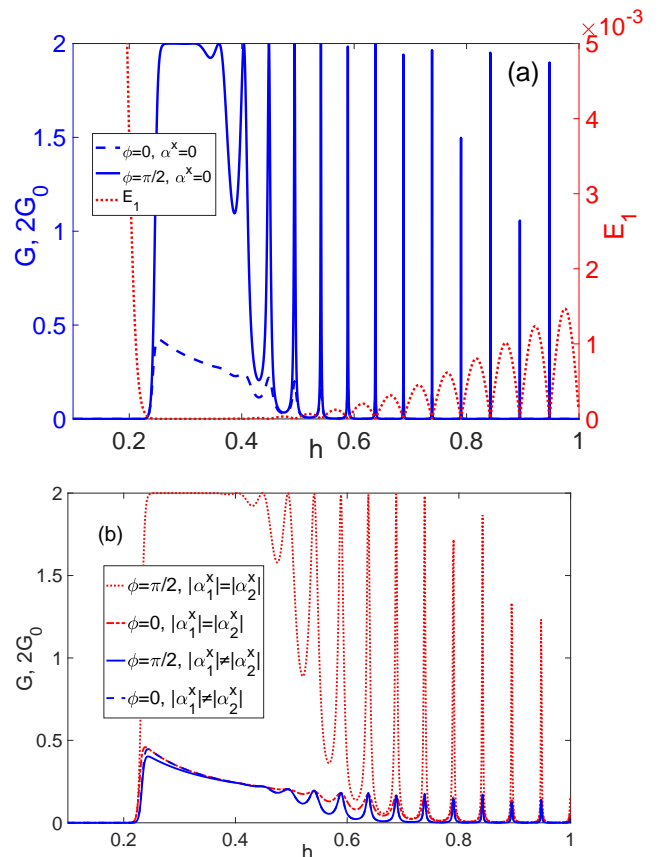 ×10⁻³
2 5
(a)
4
1.5
3
ϕ=0, αˣ=0
ϕ=π/2, αˣ=0
E₁
G, 2G₀
E₁
1
2
0.5
1
0 0
0.2 0.4 0.6 0.8 1
h
2
(b)
1.5
ϕ=π/2, |α₁ˣ|=|α₂ˣ|
ϕ=0, |α₁ˣ|=|α₂ˣ|
ϕ=π/2, |α₁ˣ|≠|α₂ˣ|
ϕ=0, |α₁ˣ|≠|α₂ˣ|
G, 2G₀
1
0.5
0
0.2 0.4 0.6 0.8 1
h